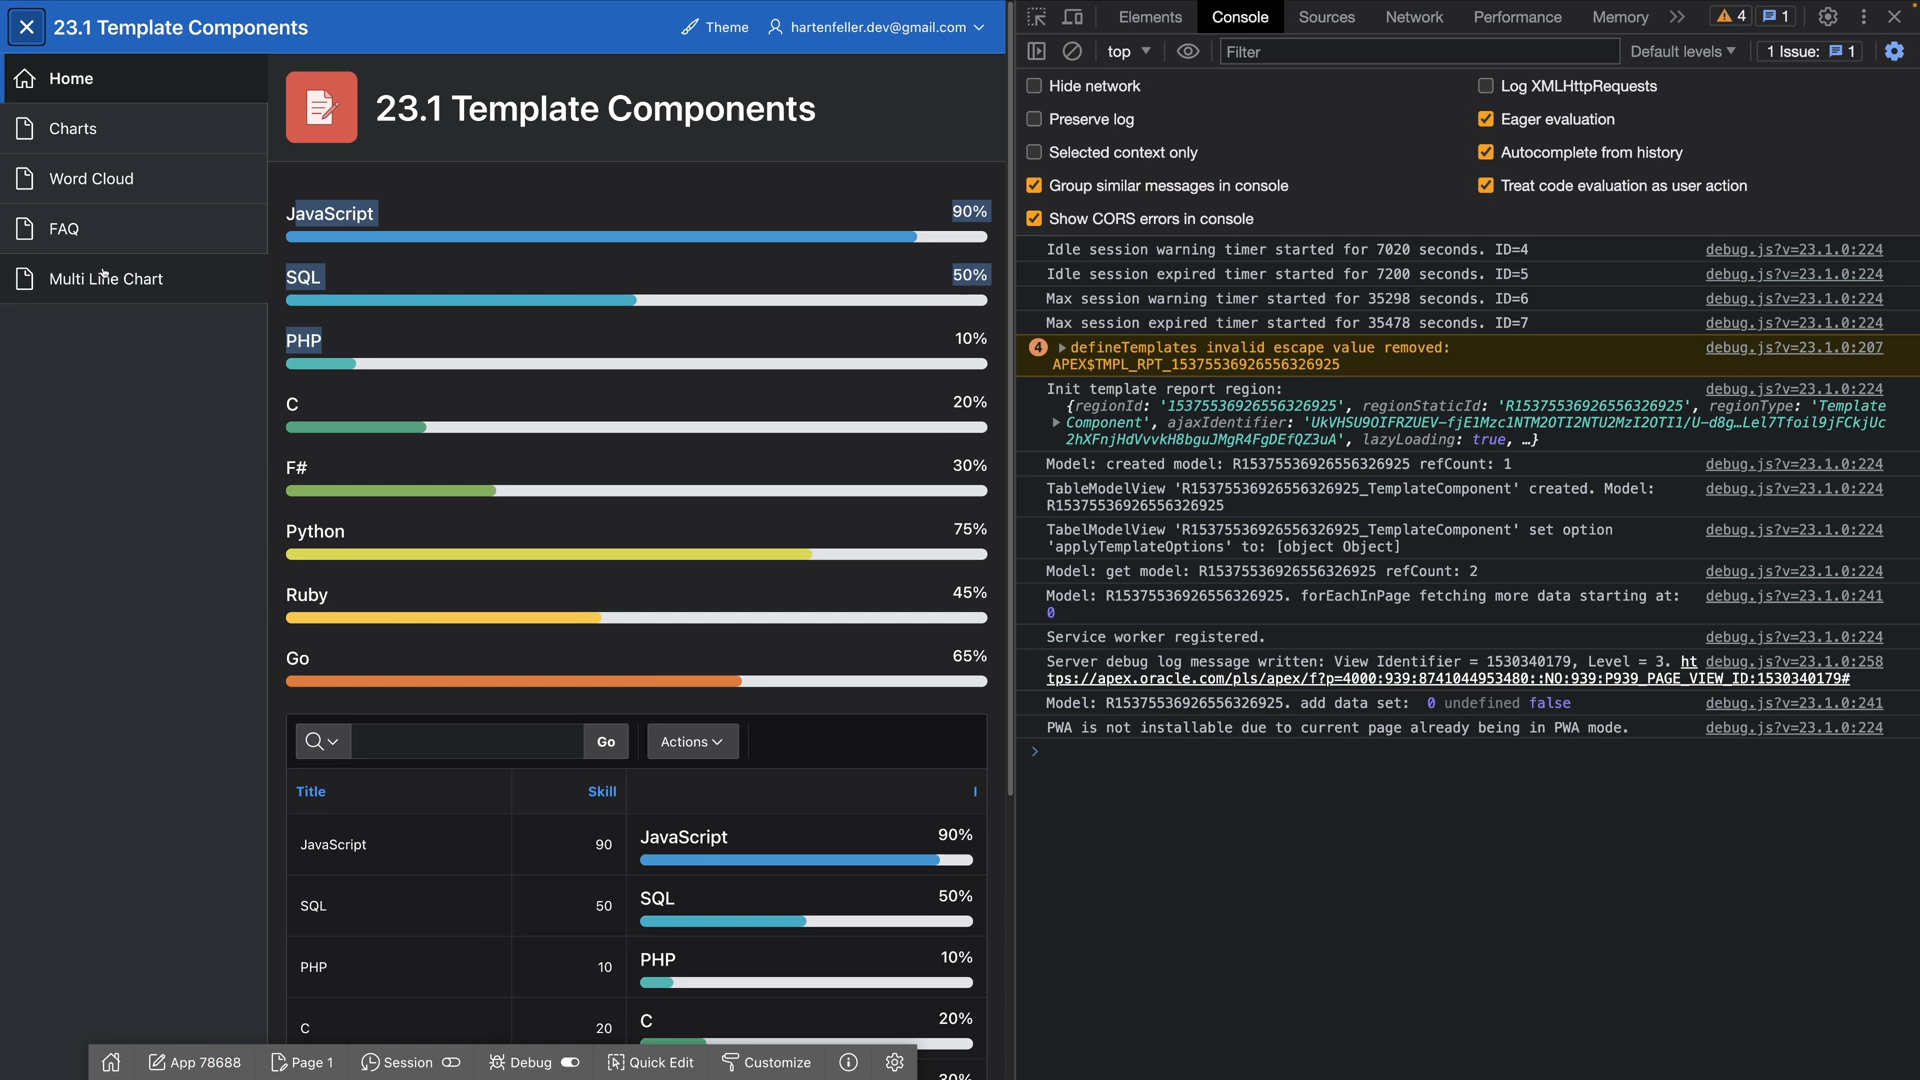 23.1 Template Components
Theme
hartenfeller.dev@gmail.com
Home
Charts
Word Cloud
FAQ
Multi Line Chart
23.1 Template Components
JavaScript 90%
SQL 50%
PHP 10%
C 20%
F# 30%
Python 75%
Ruby 45%
Go 65%
Go
Actions
Title Skill I
JavaScript 90 JavaScript 90%
SQL 50 SQL 50%
PHP 10 PHP 10%
C 20 C 20%
30%
App 78688 Page 1 Session Debug Quick Edit Customize
Elements Console Sources Network Performance Memory 4 1
top Filter Default levels 1 Issue: 1
Hide network Log XMLHttpRequests
Preserve log Eager evaluation
Selected context only Autocomplete from history
Group similar messages in console Treat code evaluation as user action
Show CORS errors in console
Idle session warning timer started for 7020 seconds. ID=4 debug.js?v=23.1.0:224
Idle session expired timer started for 7200 seconds. ID=5 debug.js?v=23.1.0:224
Max session warning timer started for 35298 seconds. ID=6 debug.js?v=23.1.0:224
Max session expired timer started for 35478 seconds. ID=7 debug.js?v=23.1.0:224
4 defineTemplates invalid escape value removed: debug.js?v=23.1.0:207
APEX$TMPL_RPT_15375536926556326925
Init template report region: debug.js?v=23.1.0:224
{regionId: '15375536926556326925', regionStaticId: 'R15375536926556326925', regionType: 'Template
Component', ajaxIdentifier: 'UkVHSU9OIFRZUEV-fjE1Mzc1NTM2OTI2NTU2MzI2OTI1/U-d8g…Lel7Tfoil9jFCkjUc
2hXFnjHdVvvkH8bguJMgR4FgDEfQZ3uA', lazyLoading: true, …}
Model: created model: R15375536926556326925 refCount: 1 debug.js?v=23.1.0:224
TableModelView 'R15375536926556326925_TemplateComponent' created. Model: debug.js?v=23.1.0:224
R15375536926556326925
TabelModelView 'R15375536926556326925_TemplateComponent' set option debug.js?v=23.1.0:224
'applyTemplateOptions' to: [object Object]
Model: get model: R15375536926556326925 refCount: 2 debug.js?v=23.1.0:224
Model: R15375536926556326925. forEachInPage fetching more data starting at: debug.js?v=23.1.0:241
0
Service worker registered. debug.js?v=23.1.0:224
Server debug log message written: View Identifier = 1530340179, Level = 3. ht debug.js?v=23.1.0:258
tps://apex.oracle.com/pls/apex/f?p=4000:939:8741044953480::NO:939:P939_PAGE_VIEW_ID:1530340179#
Model: R15375536926556326925. add data set: 0 undefined false debug.js?v=23.1.0:241
PWA is not installable due to current page already being in PWA mode. debug.js?v=23.1.0:224